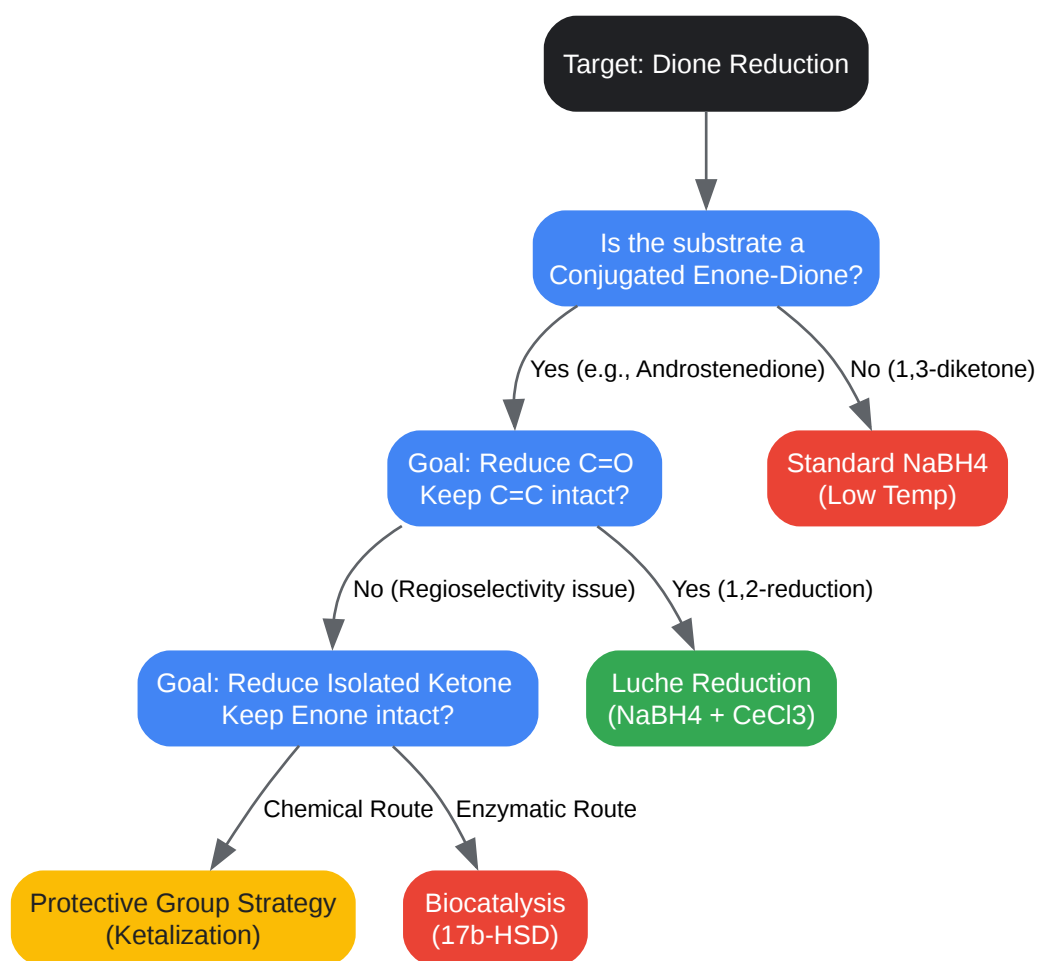 Target: Dione Reduction
Is the substrate a
Conjugated Enone-Dione?
Yes (e.g., Androstenedione)
No (1,3-diketone)
Goal: Reduce C=O
Keep C=C intact?
Standard NaBH4
(Low Temp)
No (Regioselectivity issue)
Yes (1,2-reduction)
Goal: Reduce Isolated Ketone
Keep Enone intact?
Luche Reduction
(NaBH4 + CeCl3)
Chemical Route
Enzymatic Route
Protective Group Strategy
(Ketalization)
Biocatalysis
(17b-HSD)